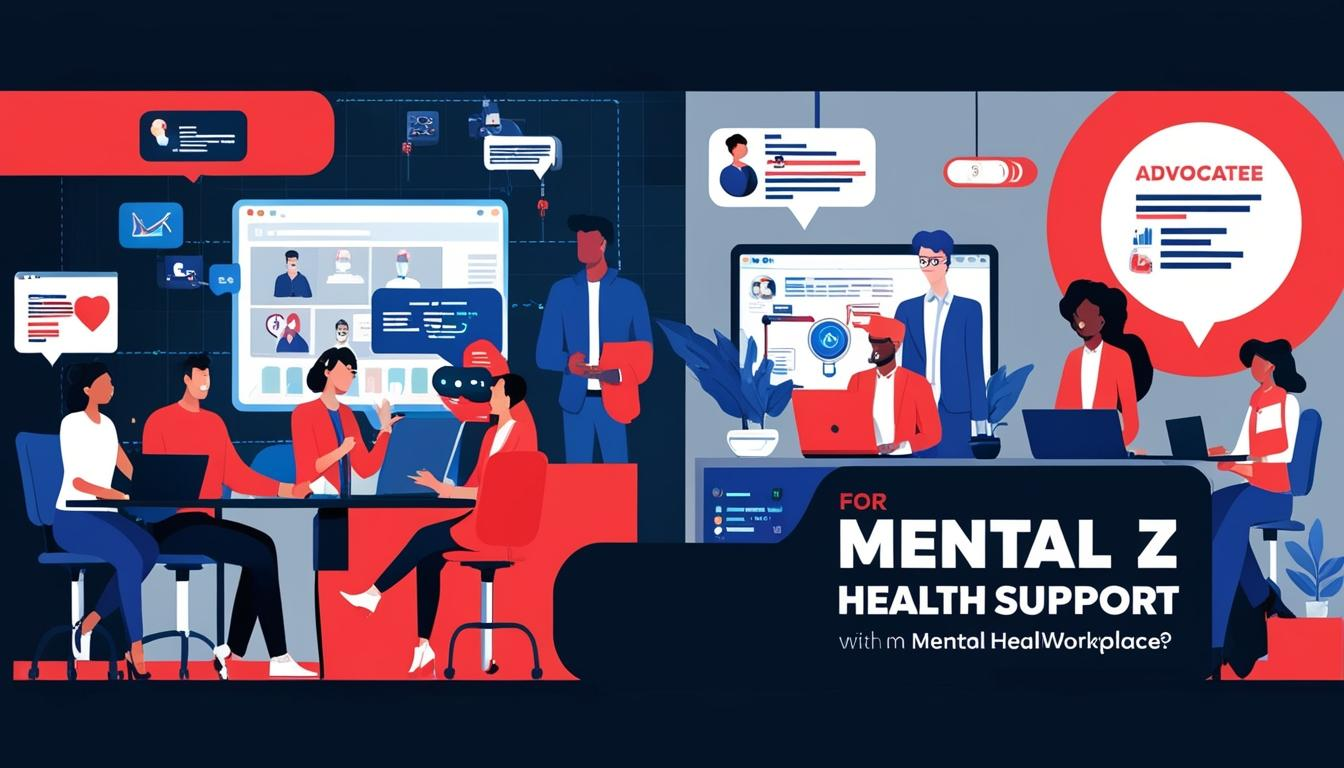 ADVOCATEE
FOR
MENTAL Z
HEALTH SUPPORT
with m Mental HealWorkplace?